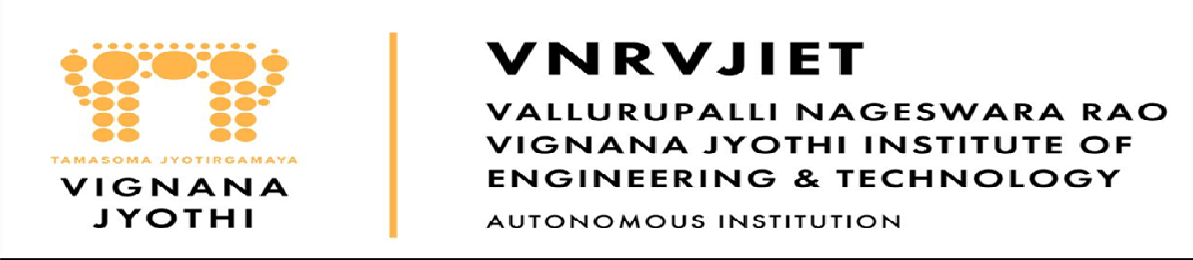 TAMASOMA JYOTIRGAMAYA
VIGNANA
JYOTHI
VNRVJIET
VALLURUPALLI NAGESWARA RAO
VIGNANA JYOTHI INSTITUTE OF
ENGINEERING & TECHNOLOGY
AUTONOMOUS INSTITUTION